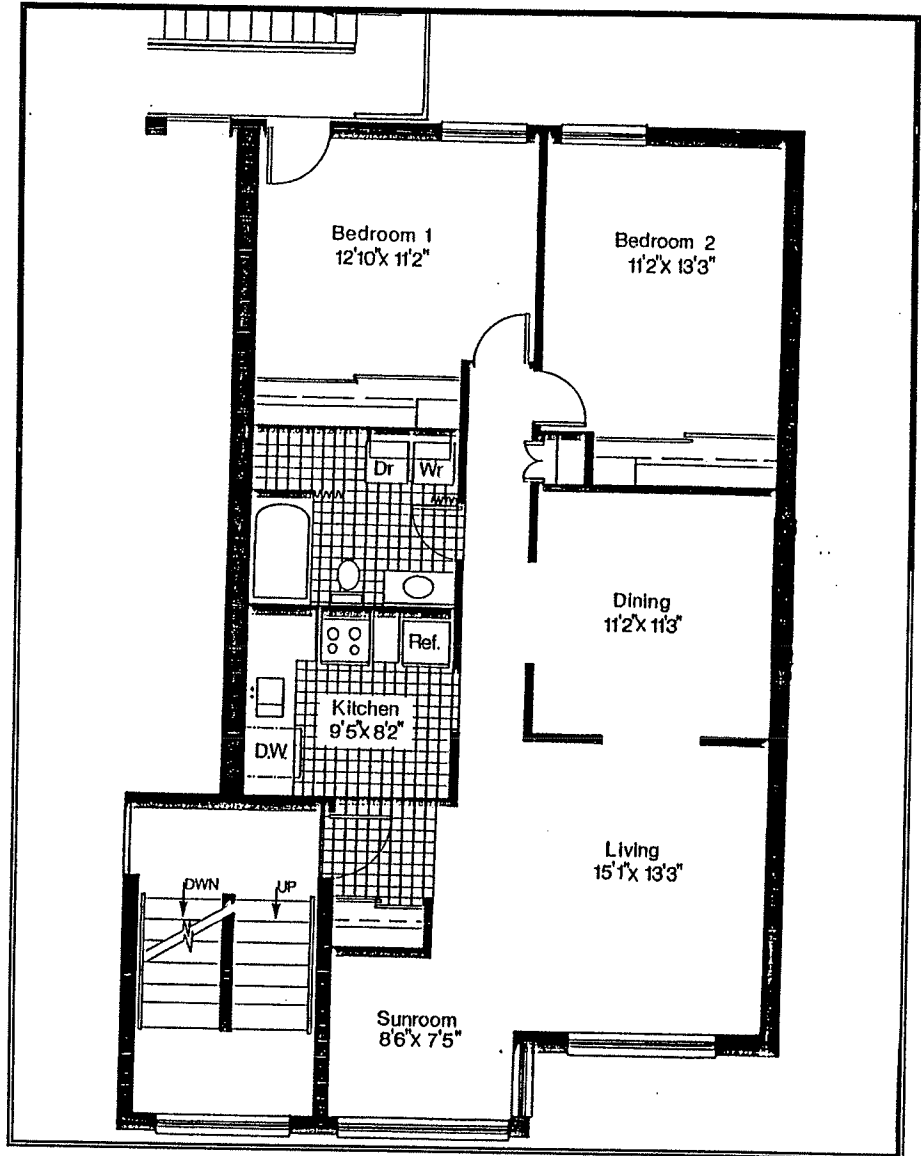 Bedroom 1
12'10"X 11'2"
Bedroom 2
11'2"X 13'3"
Dr
Wr
Dining
11'2"X 11'3"
Ref.
Kitchen
9'5"X 8'2"
D.W.
Living
15'1"X 13'3"
DWN
UP
Sunroom
8'6"X 7'5"